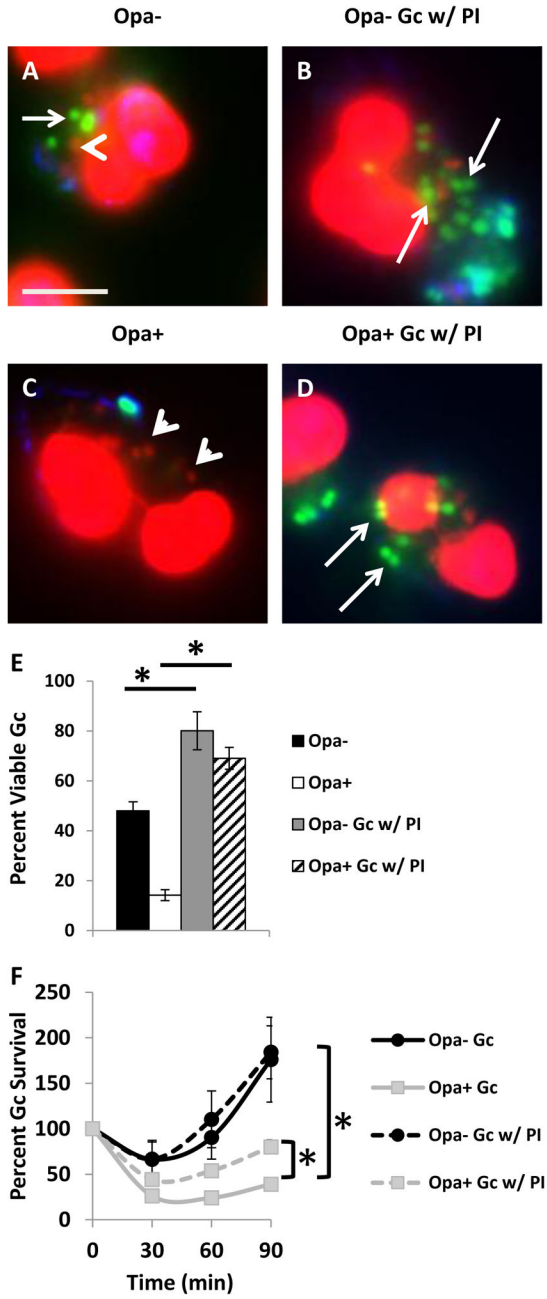 Opa-
Opa- Gc w/ PI
A
B
Opa+
Opa+ Gc w/ PI
C
D
E
* *
Percent Viable Gc
100
80
60
40
20
0
Opa-
Opa+
Opa- Gc w/ PI
Opa+ Gc w/ PI
F
Percent Gc Survival
250
200
150
100
50
0
0 30 60 90
Time (min)
* *
Opa- Gc
Opa+ Gc
Opa- Gc w/ PI
Opa+ Gc w/ PI